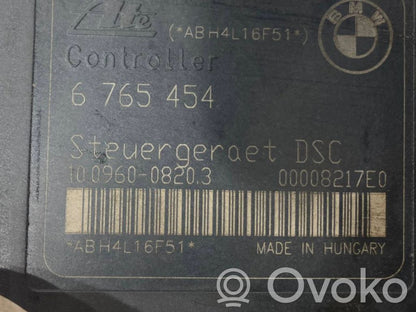 Ate (*ABH4L16F51*) BMW
Controller
6 765 454
Steuergeraet DSC
10.0960-0820.3 00008217E0
*ABH4L16F51* MADE IN HUNGARY
Ovoko